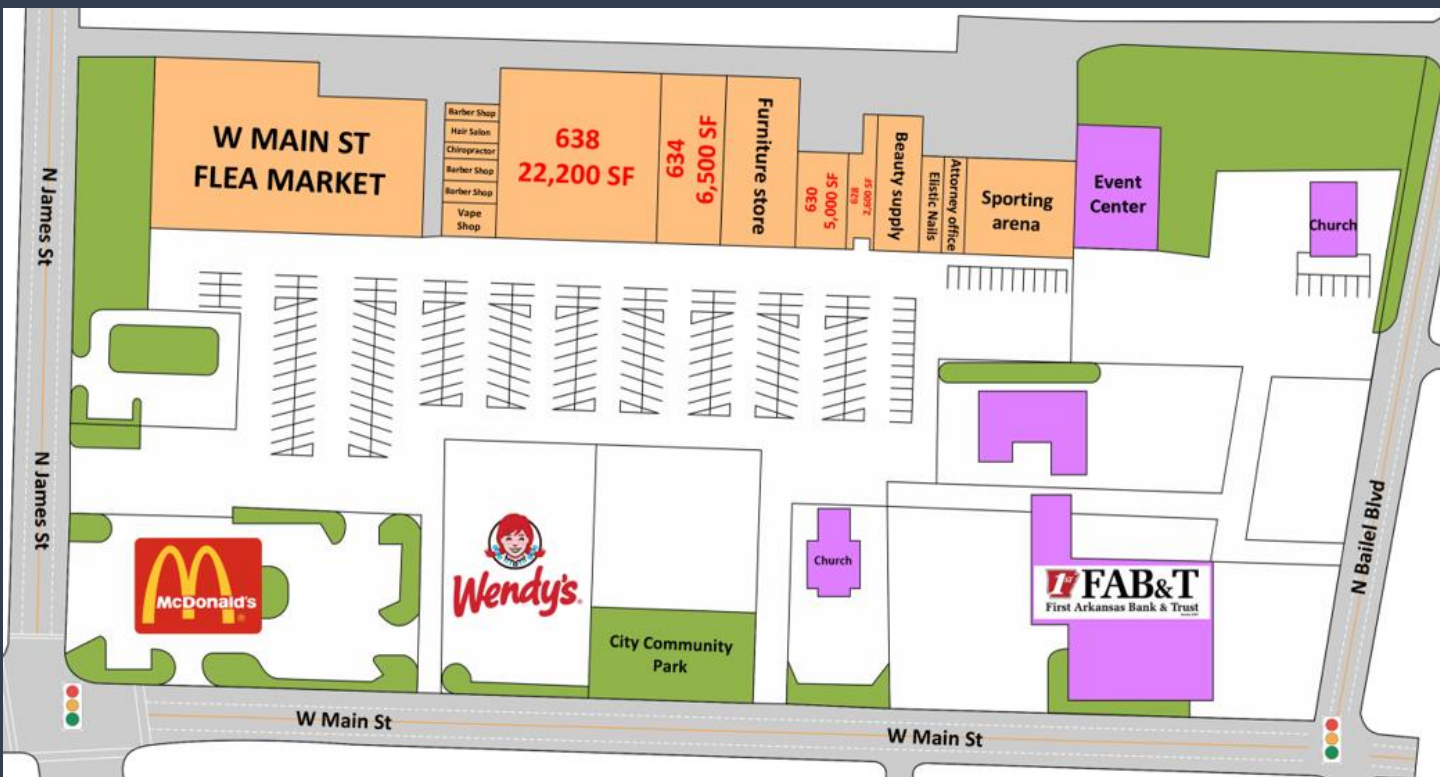 W MAIN ST
FLEA MARKET
Barber Shop
Hair Salon
Chiropractor
Barber Shop
Barber Shop
Vape
Shop
638
22,200 SF
634
6,500 SF
Furniture store
630
5,000 SF
628
2,600 SF
Beauty supply
Elistic Nails
Attorney office
Sporting
arena
Event
Center
Church
N James St
N James St
McDonald's
Wendy's
City Community
Park
Church
1st FAB&T
First Arkansas Bank & Trust
N Bailel Blvd
W Main St
W Main St